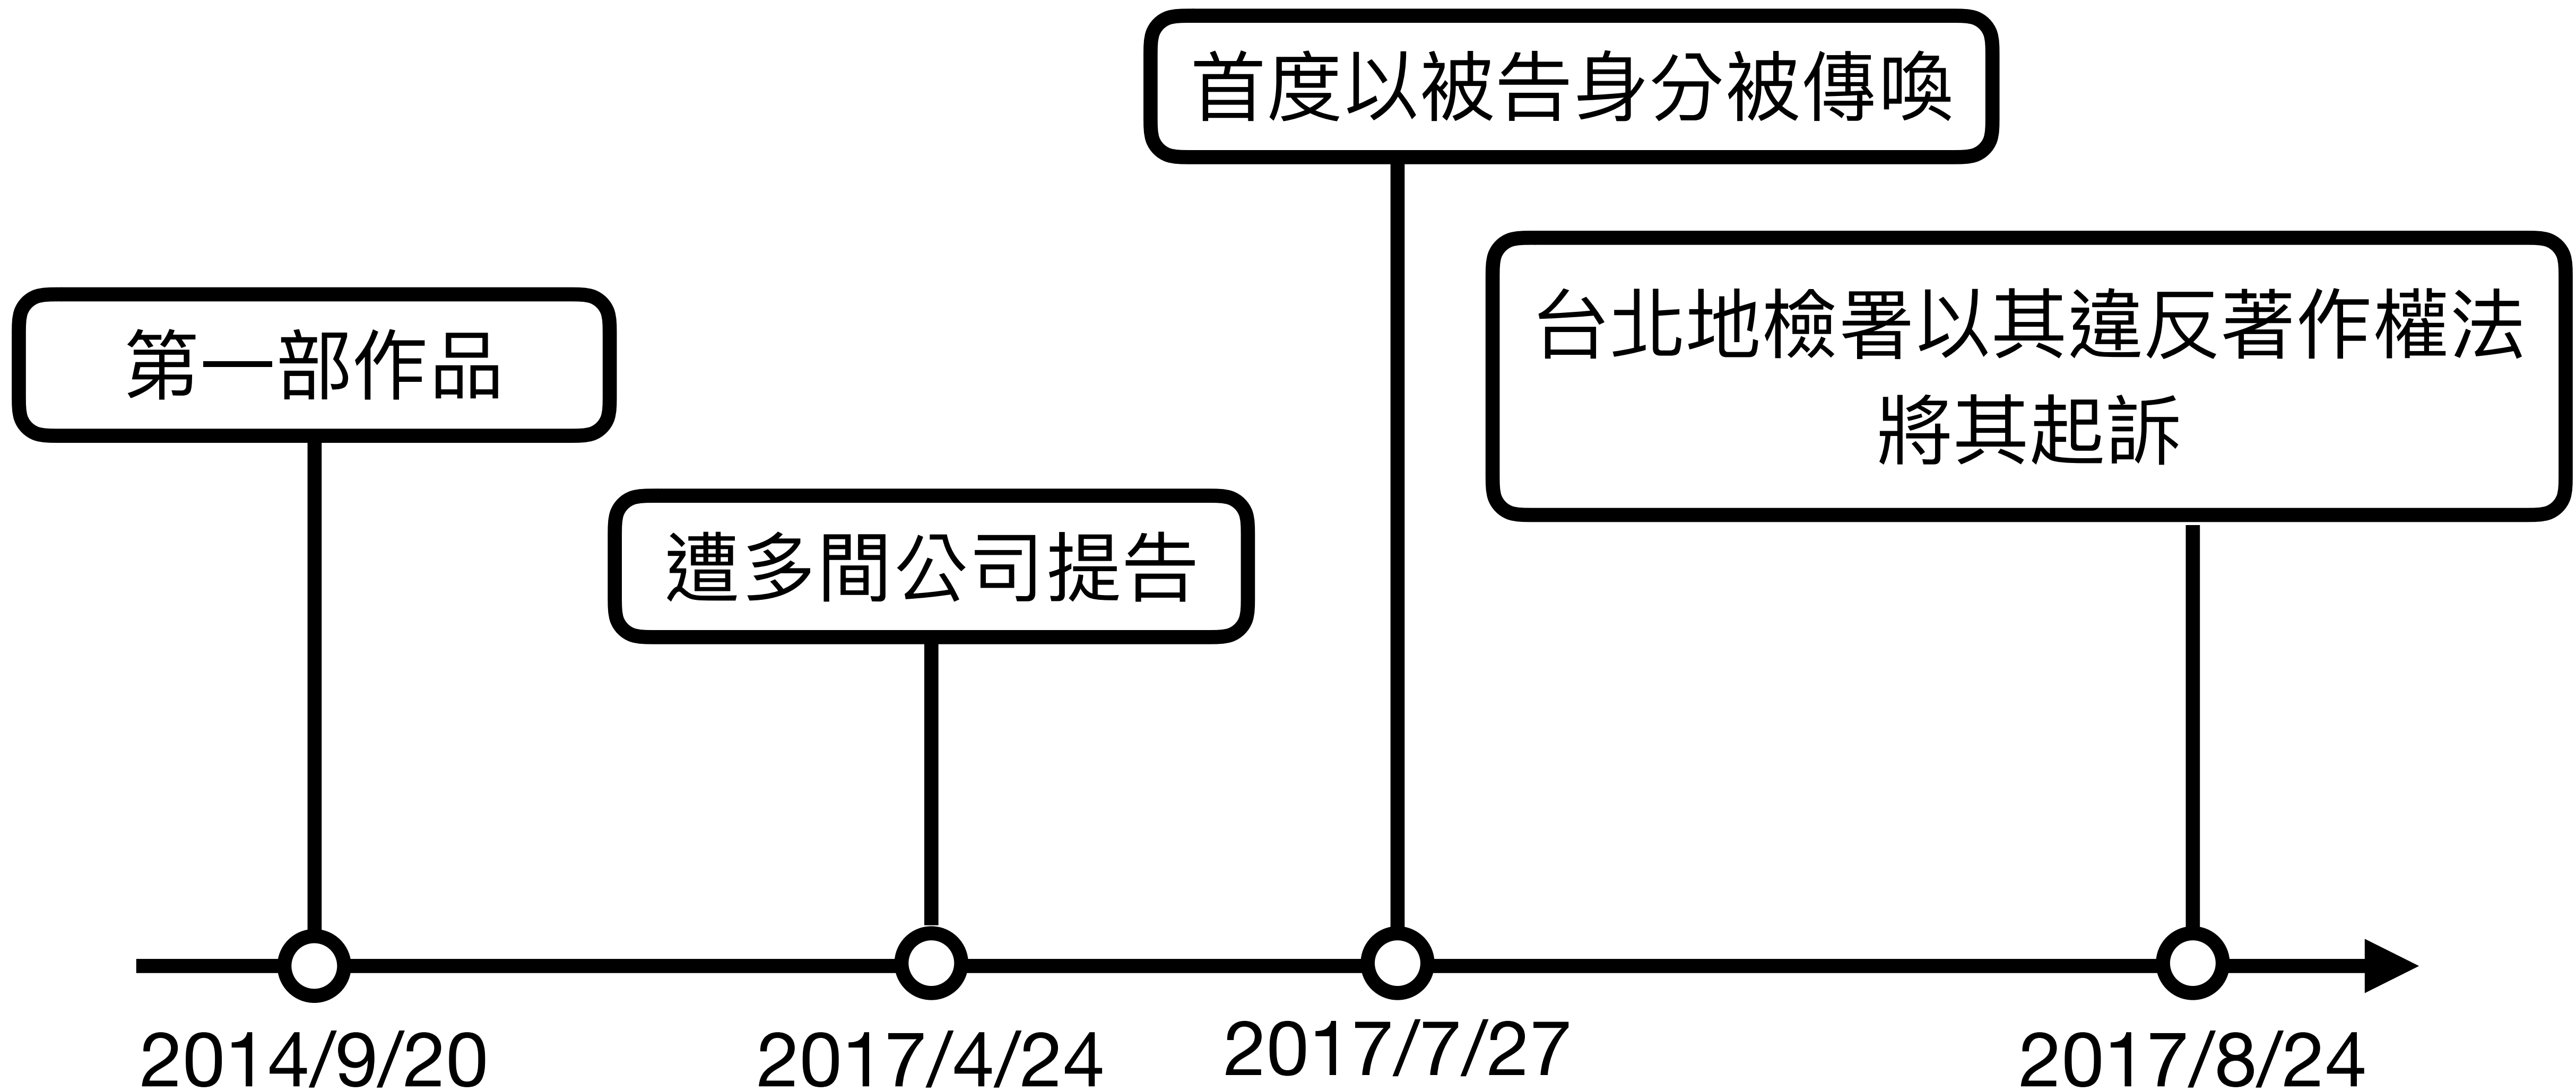 首度以被告身分被傳喚
台北地檢署以其違反著作權法
將其起訴
第一部作品
遭多間公司提告
2014/9/20
2017/4/24
2017/7/27
2017/8/24